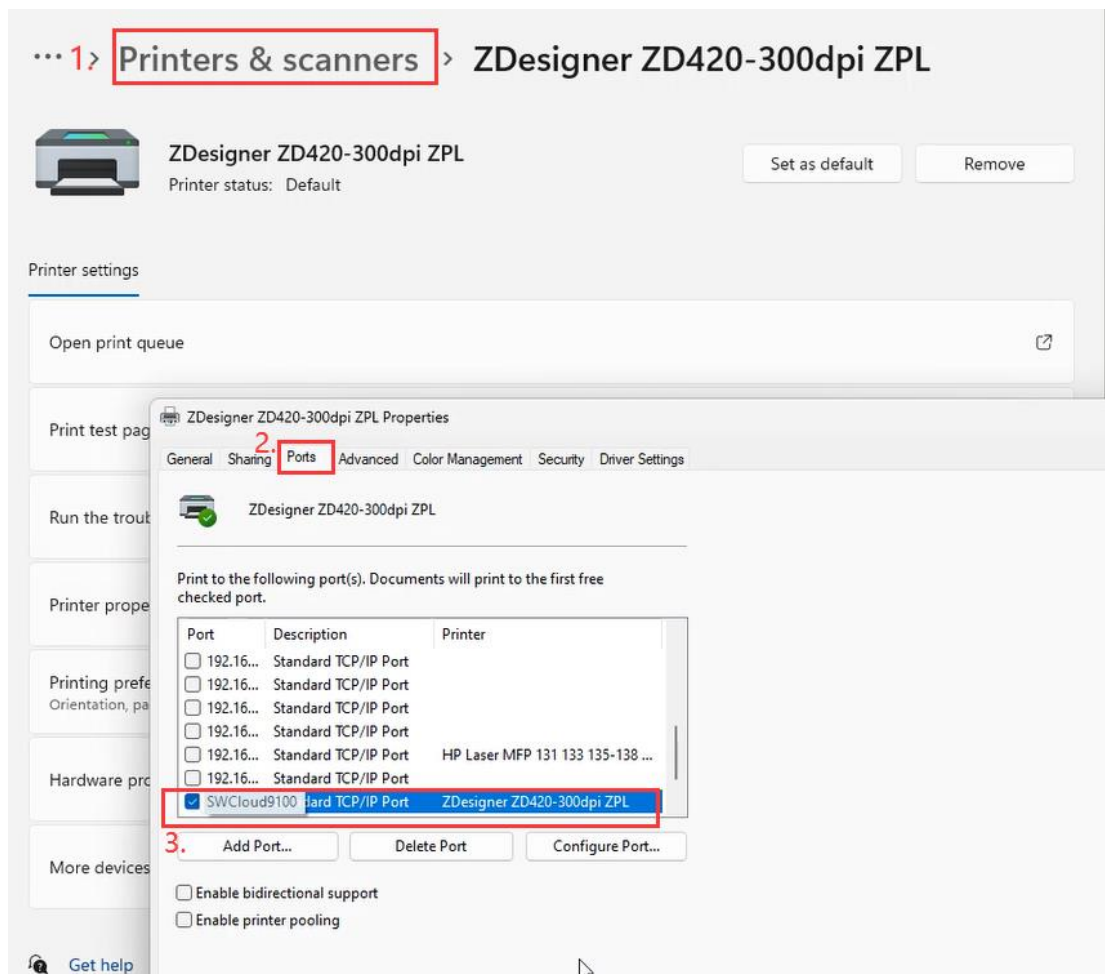 ··· 1. > Printers & scanners > ZDesigner ZD420-300dpi ZPL
ZDesigner ZD420-300dpi ZPL
Printer status: Default
Set as default
Remove
Printer settings
Open print queue
Print test pag
ZDesigner ZD420-300dpi ZPL Properties
2.
General Sharing Ports Advanced Color Management Security Driver Settings
Run the troub
ZDesigner ZD420-300dpi ZPL
Print to the following port(s). Documents will print to the first free
checked port.
Printer prope
Port Description Printer
192.16... Standard TCP/IP Port
192.16... Standard TCP/IP Port
Printing prefe
Orientation, pa
192.16... Standard TCP/IP Port
192.16... Standard TCP/IP Port
192.16... Standard TCP/IP Port HP Laser MFP 131 133 135-138 ...
Hardware pro
192.16... Standard TCP/IP Port
SWCloud9100 dard TCP/IP Port ZDesigner ZD420-300dpi ZPL
3.
Add Port... Delete Port Configure Port...
More devices
Enable bidirectional support
Enable printer pooling
Get help